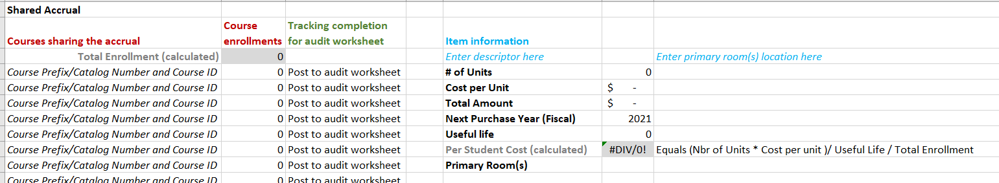 Shared Accrual
Course Tracking completion
Courses sharing the accrual enrollments for audit worksheet Item information
Total Enrollment (calculated) 0 Enter descriptor here Enter primary room(s) location here
Course Prefix/Catalog Number and Course ID 0 Post to audit worksheet # of Units 0
Course Prefix/Catalog Number and Course ID 0 Post to audit worksheet Cost per Unit $ -
Course Prefix/Catalog Number and Course ID 0 Post to audit worksheet Total Amount $ -
Course Prefix/Catalog Number and Course ID 0 Post to audit worksheet Next Purchase Year (Fiscal) 2021
Course Prefix/Catalog Number and Course ID 0 Post to audit worksheet Useful life 0
Course Prefix/Catalog Number and Course ID 0 Post to audit worksheet Per Student Cost (calculated) #DIV/0! Equals (Nbr of Units * Cost per unit )/ Useful Life / Total Enrollment
Course Prefix/Catalog Number and Course ID 0 Post to audit worksheet Primary Room(s)
Course Prefix/Catalog Number and Course ID 0 Post to audit worksheet